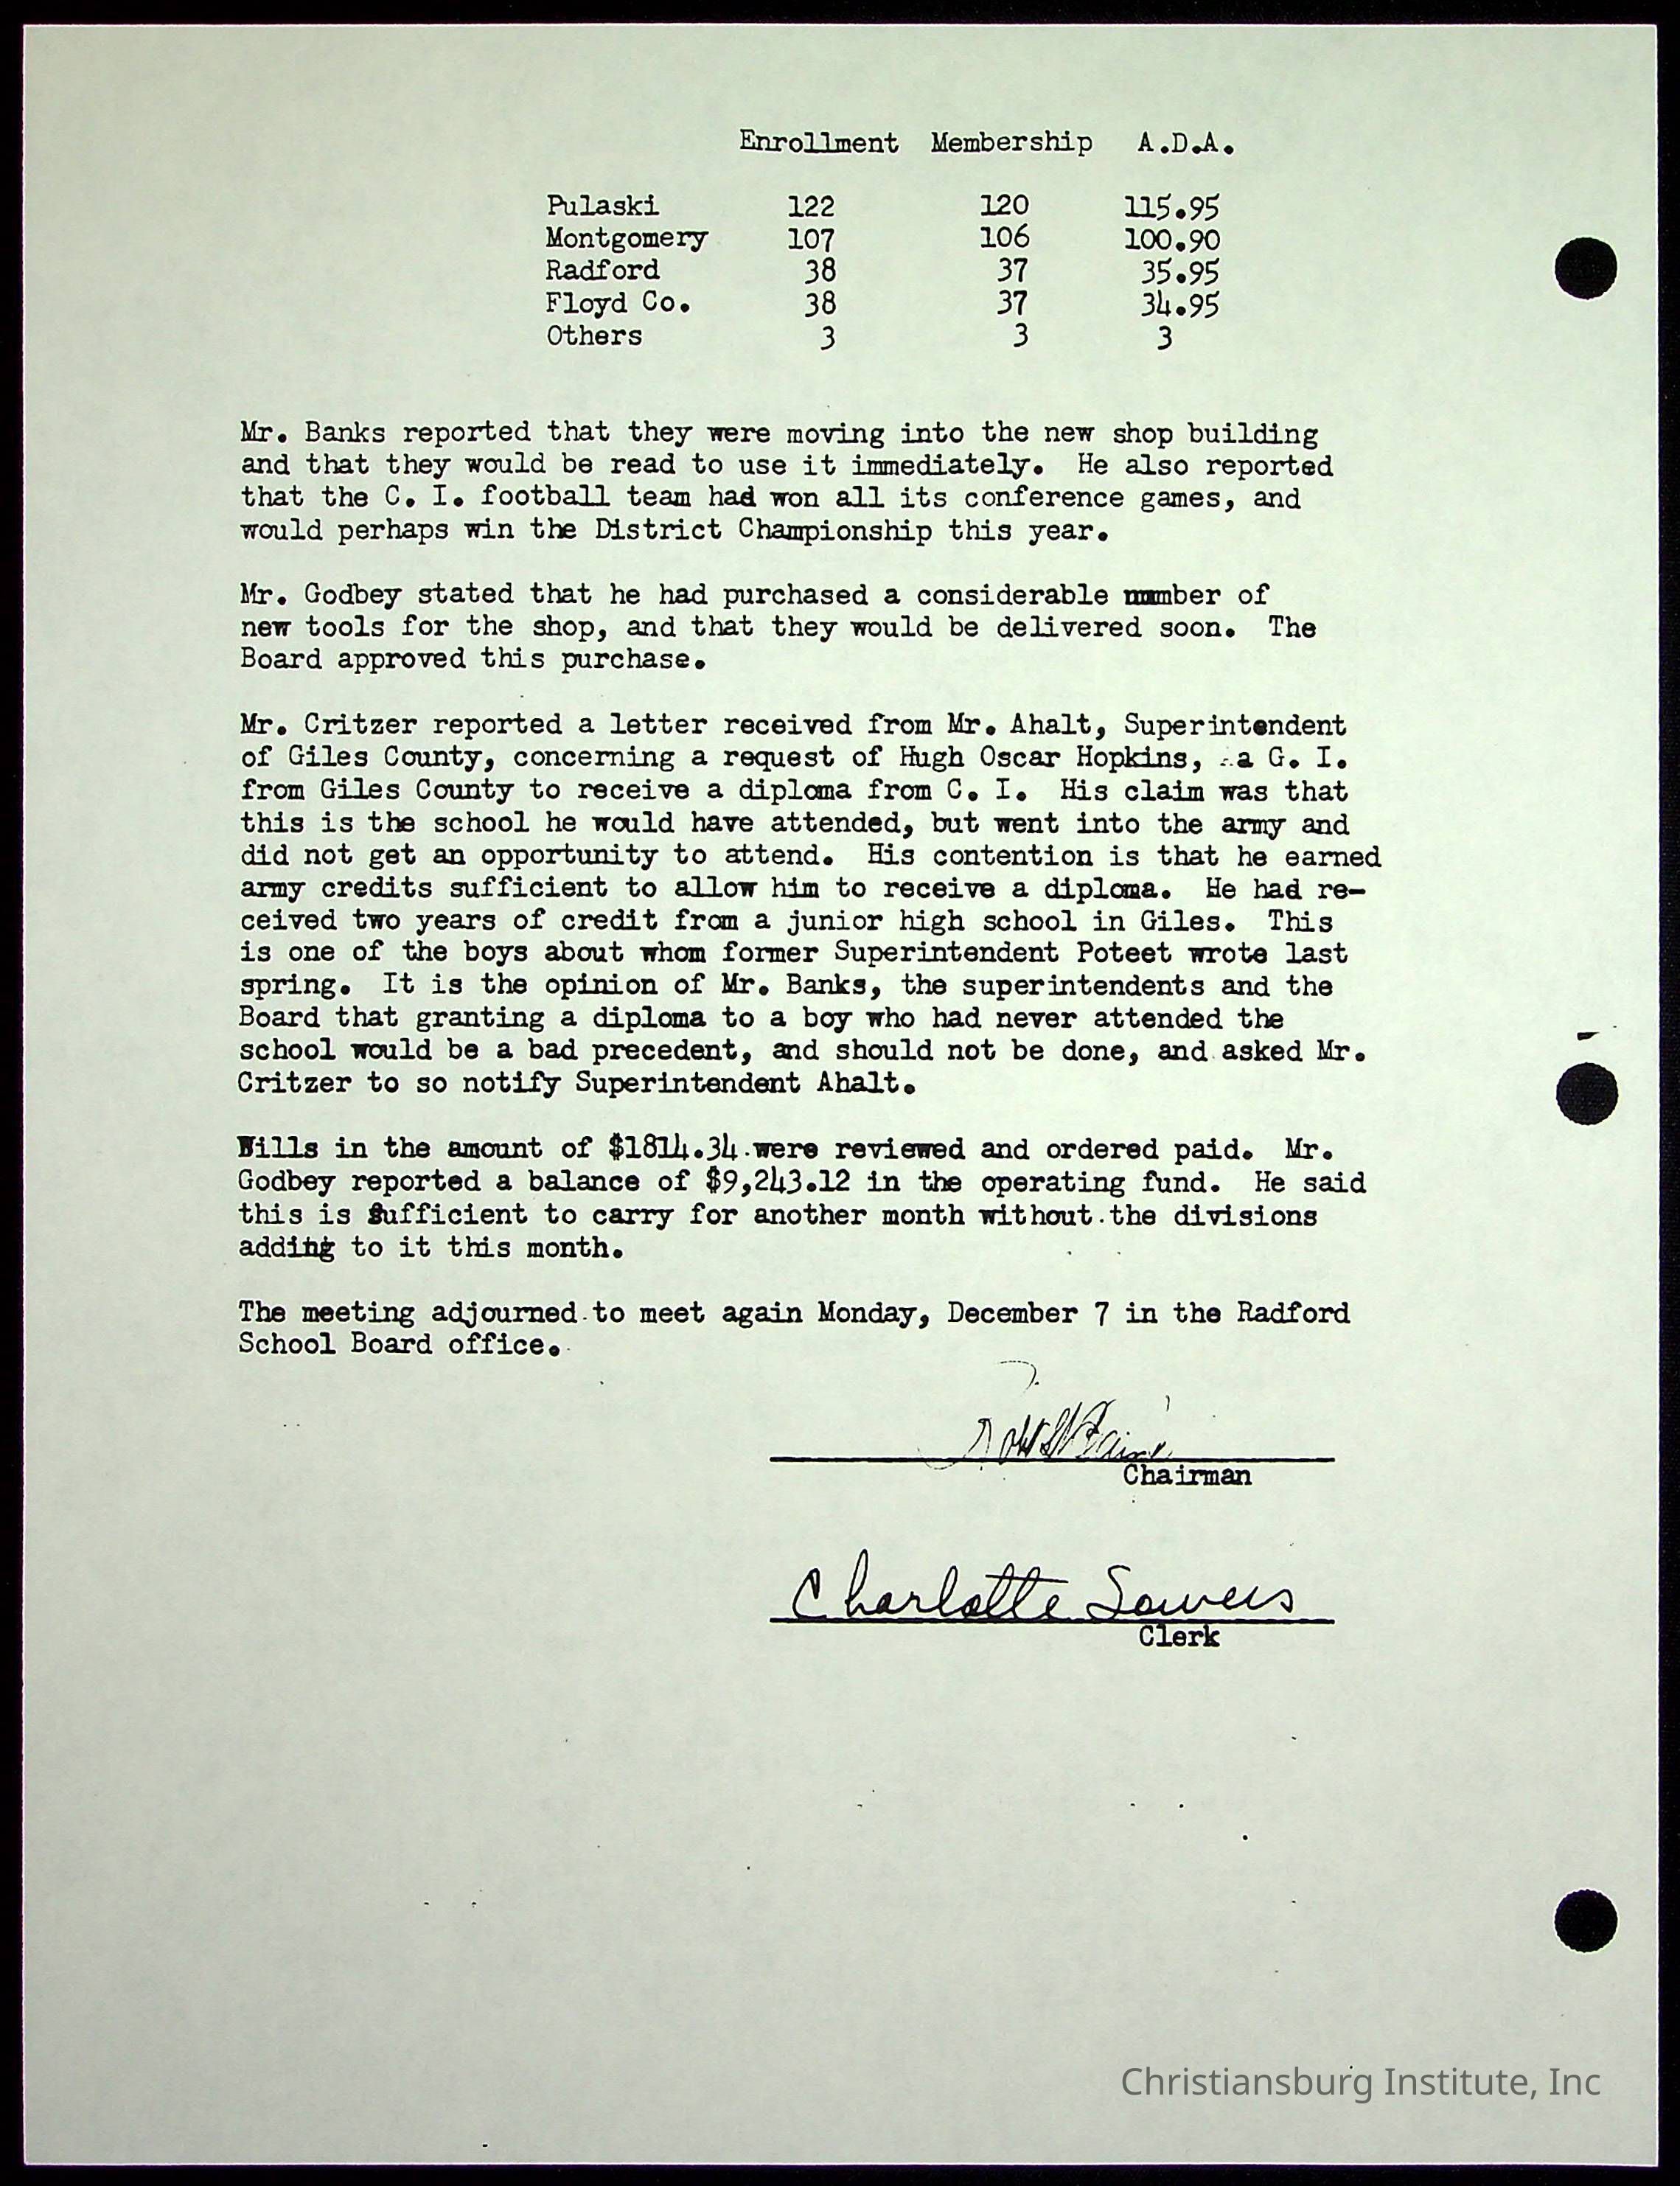 Enrollment Membership A.D.A.
Pulaski 122 120 115.95
Montgomery 107 106 100.90
Radford 38 37 35.95
Floyd Co. 38 37 34.95
Others 3 3 3
Mr. Banks reported that they were moving into the new shop building
and that they would be read to use it immediately. He also reported
that the C. I. football team had won all its conference games, and
would perhaps win the District Championship this year.
Mr. Godbey stated that he had purchased a considerable number of
new tools for the shop, and that they would be delivered soon. The
Board approved this purchase.
Mr. Critzer reported a letter received from Mr. Ahalt, Superintendent
of Giles County, concerning a request of Hugh Oscar Hopkins, a G. I.
from Giles County to receive a diploma from C. I. His claim was that
this is the school he would have attended, but went into the army and
did not get an opportunity to attend. His contention is that he earned
army credits sufficient to allow him to receive a diploma. He had re-
ceived two years of credit from a junior high school in Giles. This
is one of the boys about whom former Superintendent Poteet wrote last
spring. It is the opinion of Mr. Banks, the superintendents and the
Board that granting a diploma to a boy who had never attended the
school would be a bad precedent, and should not be done, and asked Mr.
Critzer to so notify Superintendent Ahalt.
Bills in the amount of $1814.34 were reviewed and ordered paid. Mr.
Godbey reported a balance of $9,243.12 in the operating fund. He said
this is sufficient to carry for another month without the divisions
adding to it this month.
The meeting adjourned to meet again Monday, December 7 in the Radford
School Board office.
Chairman
Charlotte Sowers
Clerk
Christiansburg Institute, Inc